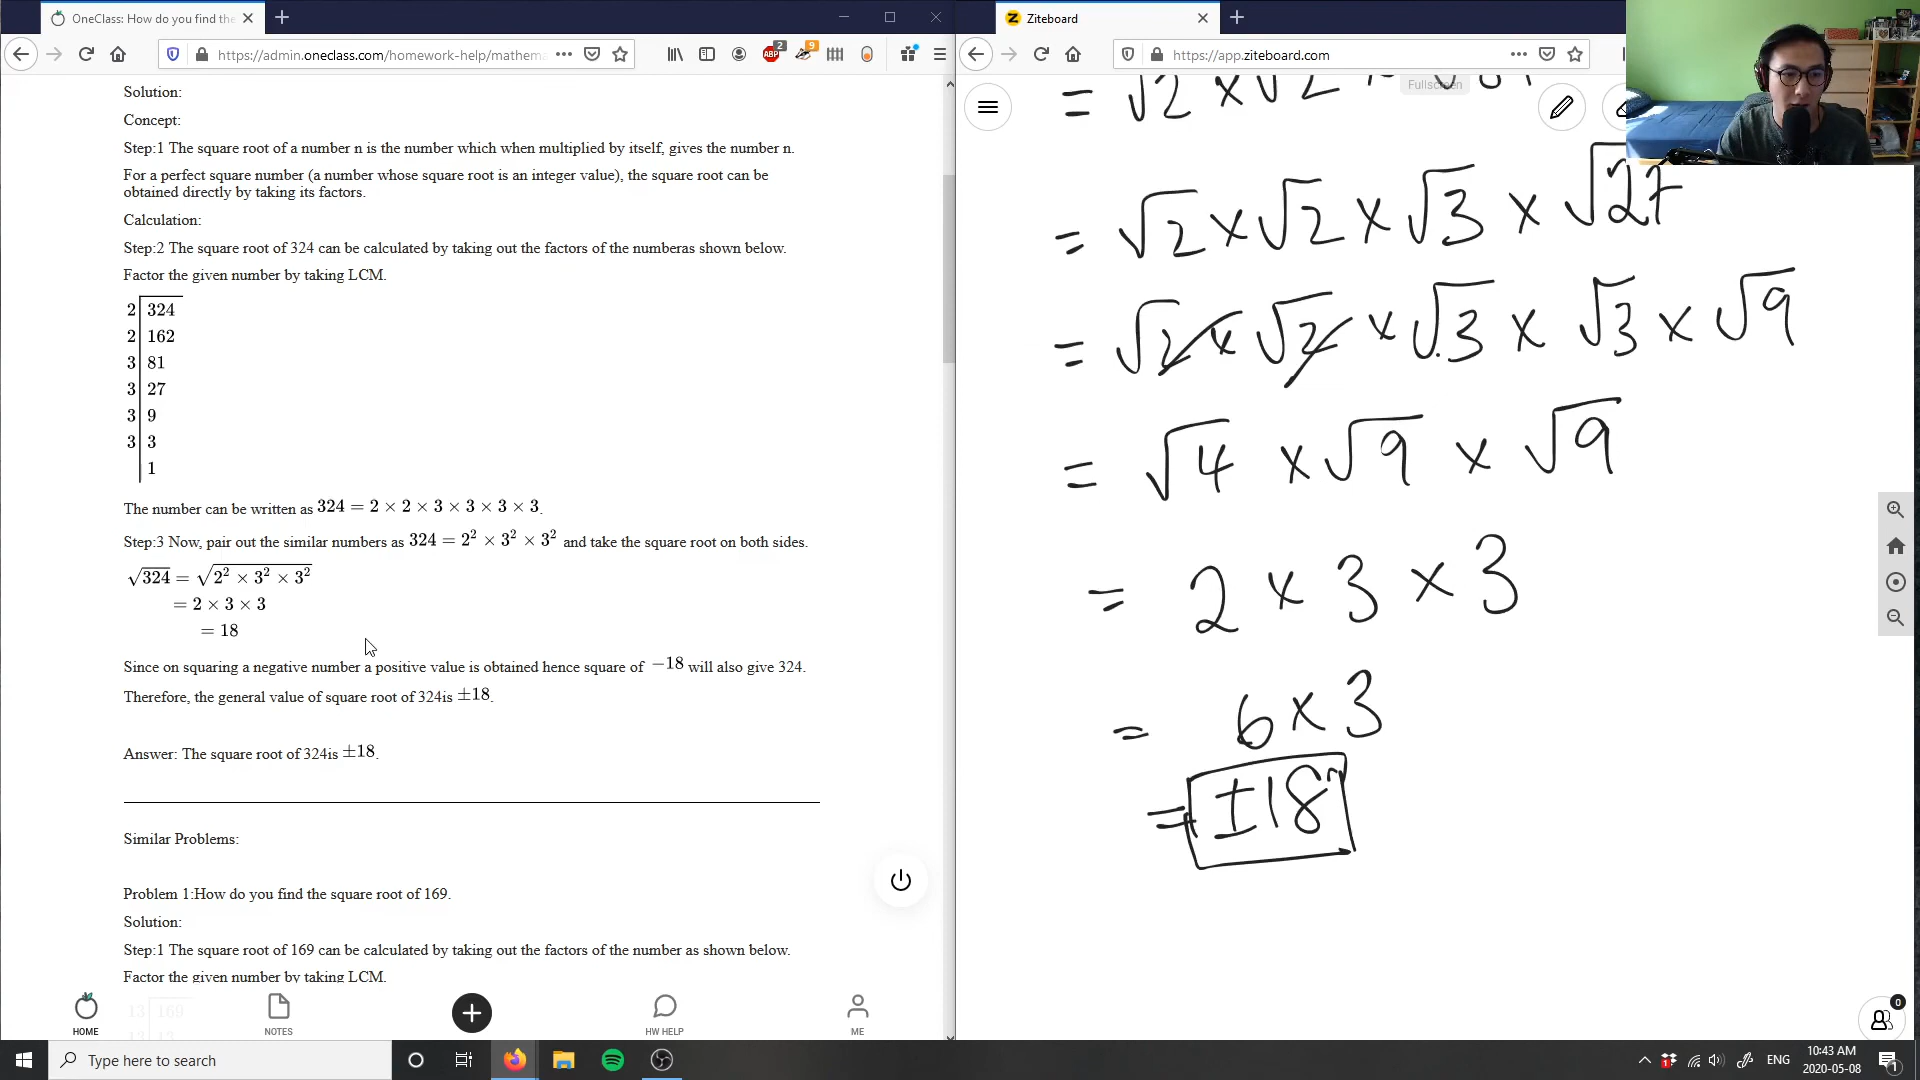 OneClass: How do you find the
Ziteboard
https://admin.oneclass.com/homework-help/mathema
2
9
ABP
https://app.ziteboard.com
Fullscreen
Solution:
Concept:
Step:1 The square root of a number n is the number which when multiplied by itself, gives the number n.
For a perfect square number (a number whose square root is an integer value), the square root can be
obtained directly by taking its factors.
Calculation:
Step:2 The square root of 324 can be calculated by taking out the factors of the numberas shown below.
Factor the given number by taking LCM.
2 324
2 162
3 81
3 27
3 9
3 3
1
The number can be written as 324 = 2 × 2 × 3 × 3 × 3 × 3.
Step:3 Now, pair out the similar numbers as 324 = 2² × 3² × 3² and take the square root on both sides.
√324 = √(2² × 3² × 3²)
= 2 × 3 × 3
= 18
Since on squaring a negative number a positive value is obtained hence square of −18 will also give 324.
Therefore, the general value of square root of 324is ±18.
Answer: The square root of 324is ±18.
Similar Problems:
Problem 1:How do you find the square root of 169.
Solution:
Step:1 The square root of 169 can be calculated by taking out the factors of the number as shown below.
Factor the given number by taking LCM.
13 169
13 13
HOME
NOTES
HW HELP
ME
= √2 × √2 × √3 × √27
= √2 × √2 × √3 × √3 × √9
= √4 × √9 × √9
= 2 × 3 × 3
= 6 × 3
= ±18
0
Type here to search
ENG
10:43 AM
2020-05-08
1